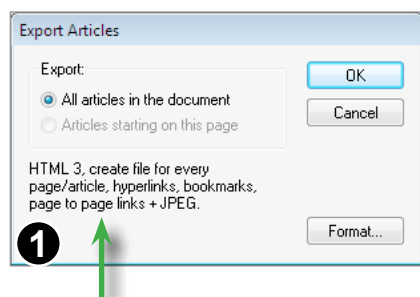 Export Articles
Export:
All articles in the document
Articles starting on this page
OK
Cancel
HTML 3, create file for every
page/article, hyperlinks, bookmarks,
page to page links + JPEG.
Format...
1